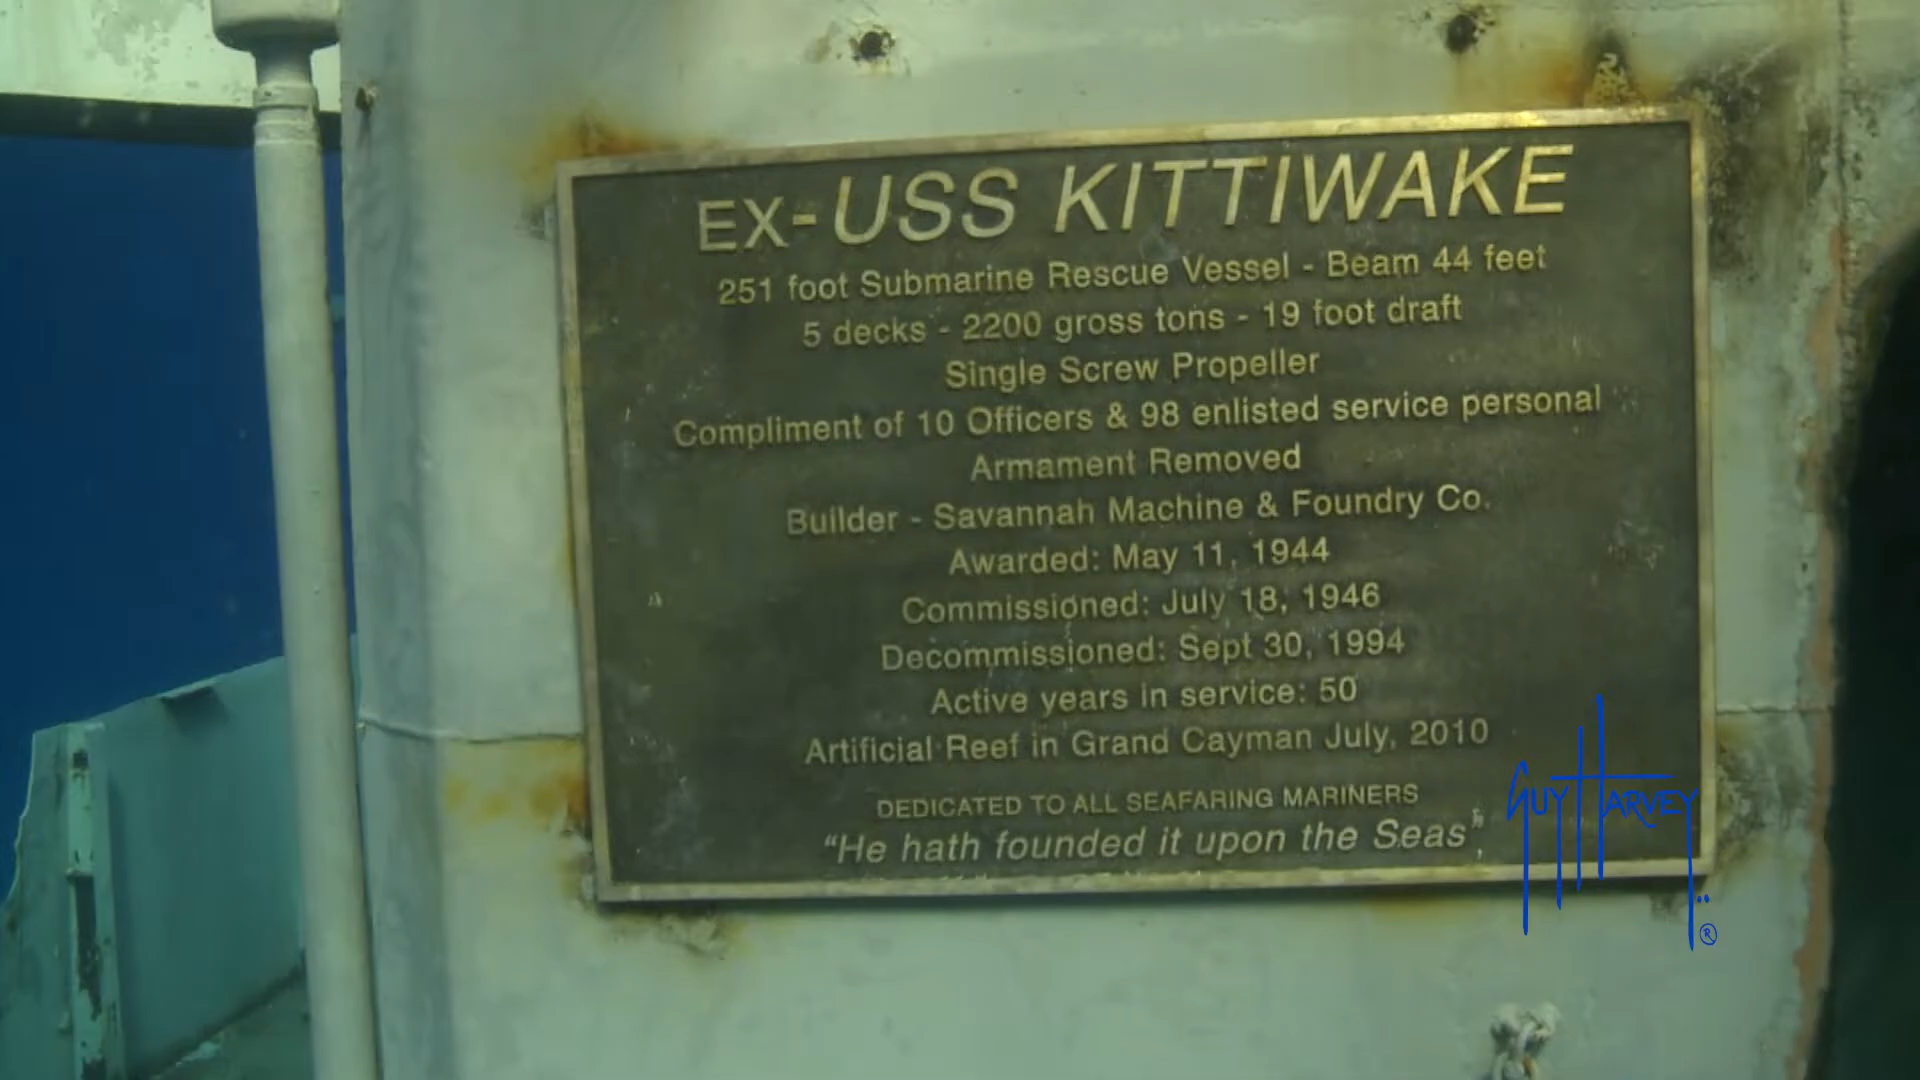 EX-USS KITTIWAKE
251 foot Submarine Rescue Vessel - Beam 44 feet
5 decks - 2200 gross tons - 19 foot draft
Single Screw Propeller
Compliment of 10 Officers & 98 enlisted service personal
Armament Removed
Builder - Savannah Machine & Foundry Co.
Awarded: May 11, 1944
Commissioned: July 18, 1946
Decommissioned: Sept 30, 1994
Active years in service: 50
Artificial Reef in Grand Cayman July, 2010
DEDICATED TO ALL SEAFARING MARINERS
“He hath founded it upon the Seas”
GUY HARVEY
®